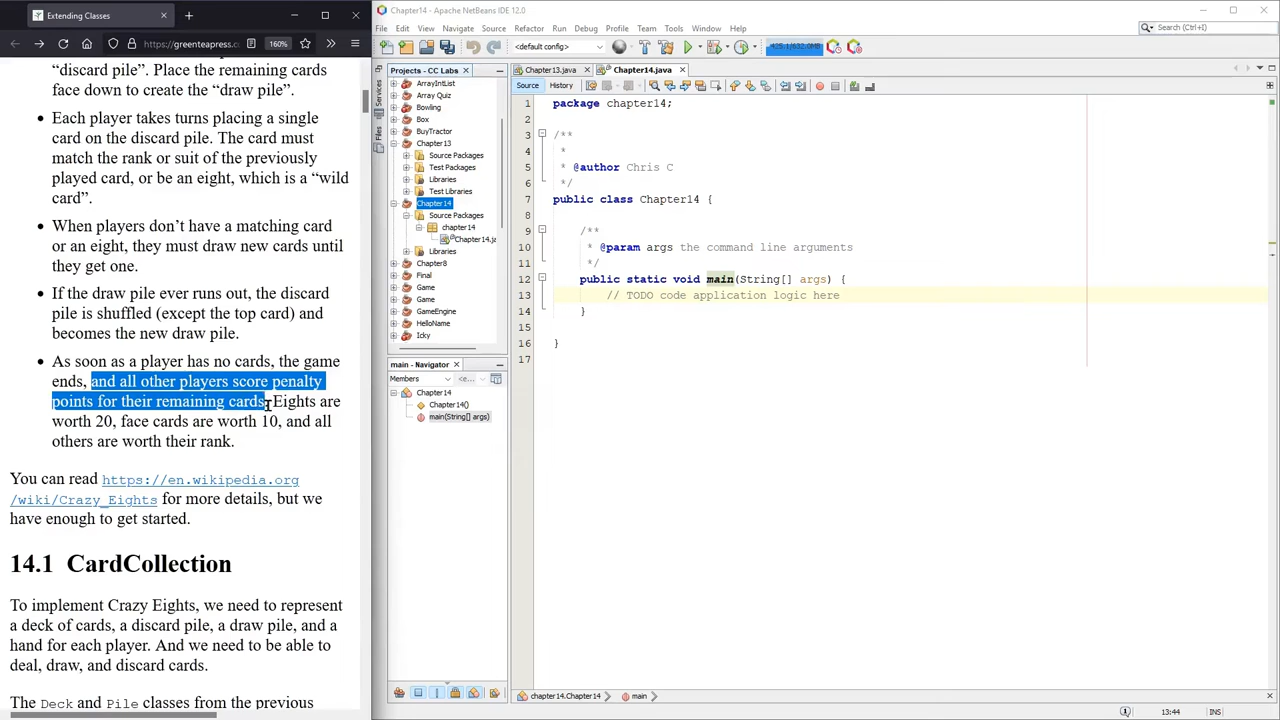 Extending Classes
https://greenteapress.c
160%
"discard pile". Place the remaining cards
face down to create the "draw pile".
Each player takes turns placing a single
card on the discard pile. The card must
match the rank or suit of the previously
played card, or be an eight, which is a "wild
card".
When players don't have a matching card
or an eight, they must draw new cards until
they get one.
If the draw pile ever runs out, the discard
pile is shuffled (except the top card) and
becomes the new draw pile.
As soon as a player has no cards, the game
ends, and all other players score penalty
points for their remaining cards. Eights are
worth 20, face cards are worth 10, and all
others are worth their rank.
You can read https://en.wikipedia.org
/wiki/Crazy_Eights for more details, but we
have enough to get started.
14.1 CardCollection
To implement Crazy Eights, we need to represent
a deck of cards, a discard pile, a draw pile, and a
hand for each player. And we need to be able to
deal, draw, and discard cards.
The Deck and Pile classes from the previous
Chapter14 - Apache NetBeans IDE 12.0
File Edit View Navigate Source Refactor Run Debug Profile Team Tools Window Help
Search (Ctrl+I)
<default config>
Services
Files
Projects - CC Labs
ArrayIntList
Array Quiz
Bowling
Box
BuyTractor
Chapter13
Source Packages
Test Packages
Libraries
Test Libraries
Chapter14
Source Packages
chapter14
Chapter14.ja
Libraries
Chapter8
Final
Game
Game
GameEngine
HelloName
Icky
main - Navigator
Members
<e...
Chapter14
Chapter14()
main(String[] args)
Chapter13.java
Chapter14.java
Source History
1 package chapter14;
2
3 /**
4 *
5 * @author Chris C
6 */
7 public class Chapter14 {
8
9 /**
10 * @param args the command line arguments
11 */
12 public static void main(String[] args) {
13 // TODO code application logic here
14 }
15
16 }
17
chapter14.Chapter14
main
13:44
INS